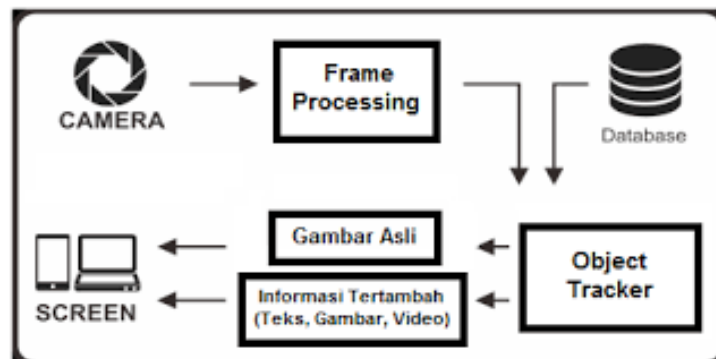 CAMERA
Frame
Processing
Database
SCREEN
Gambar Asli
Informasi Tertambah
(Teks, Gambar, Video)
Object
Tracker